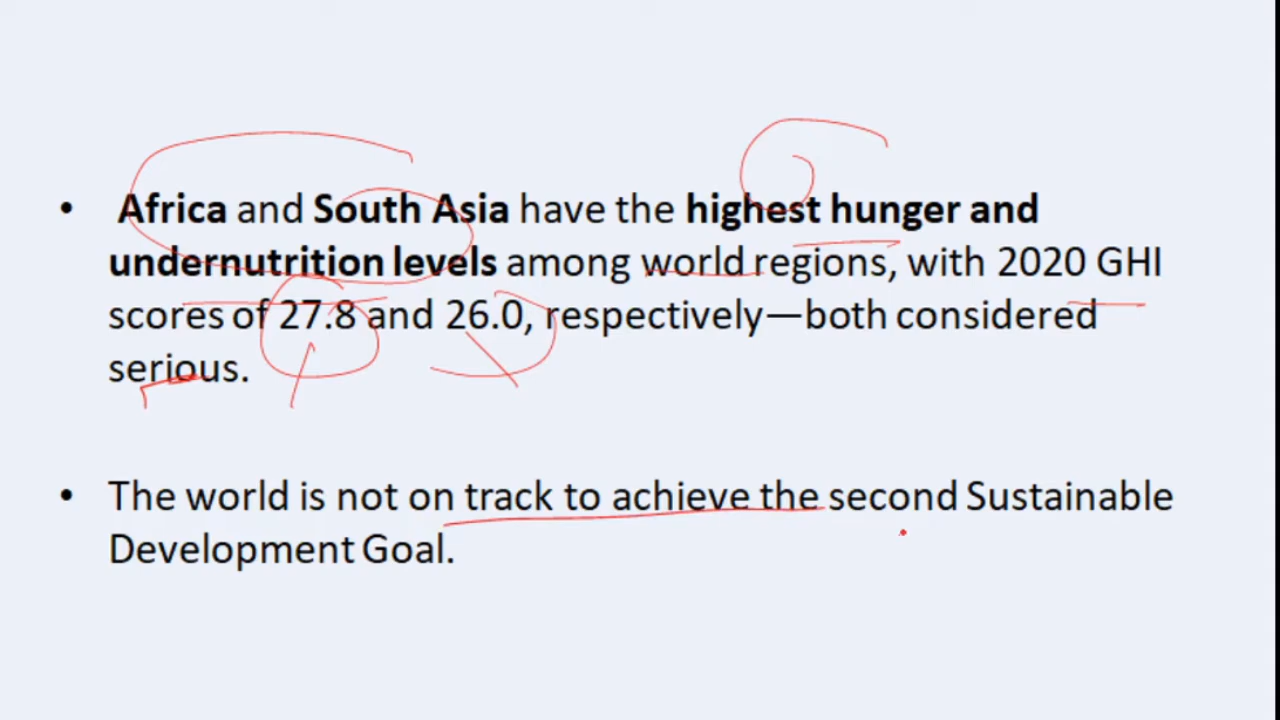 • Africa and South Asia have the highest hunger and
undernutrition levels among world regions, with 2020 GHI
scores of 27.8 and 26.0, respectively—both considered
serious.
• The world is not on track to achieve the second Sustainable
Development Goal.